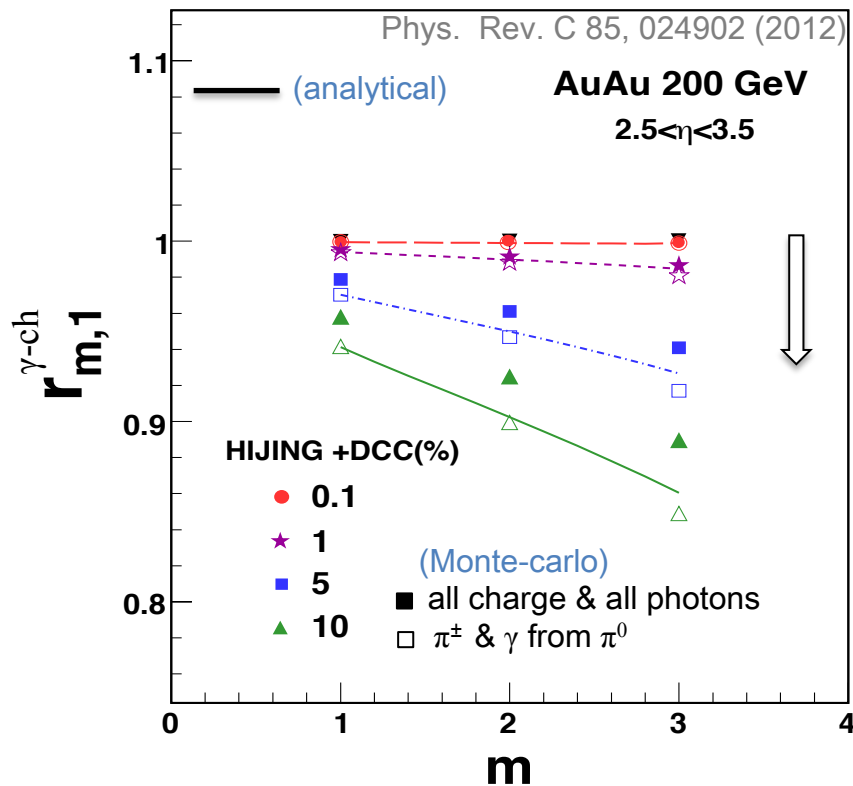 Phys. Rev. C 85, 024902 (2012)
1.1
(analytical)
AuAu 200 GeV
2.5<η<3.5
1
r_{m,1}^{γ-ch}
0.9
HIJING +DCC(%)
0.1
1
5
10
(Monte-carlo)
all charge & all photons
π± & γ from π⁰
0.8
0 1 2 3 4
m